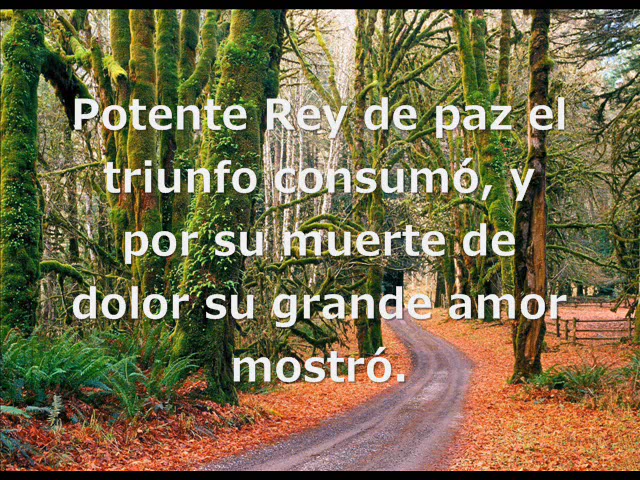 Potente Rey de paz el
triunfo consumó, y
por su muerte de
dolor su grande amor
mostró.